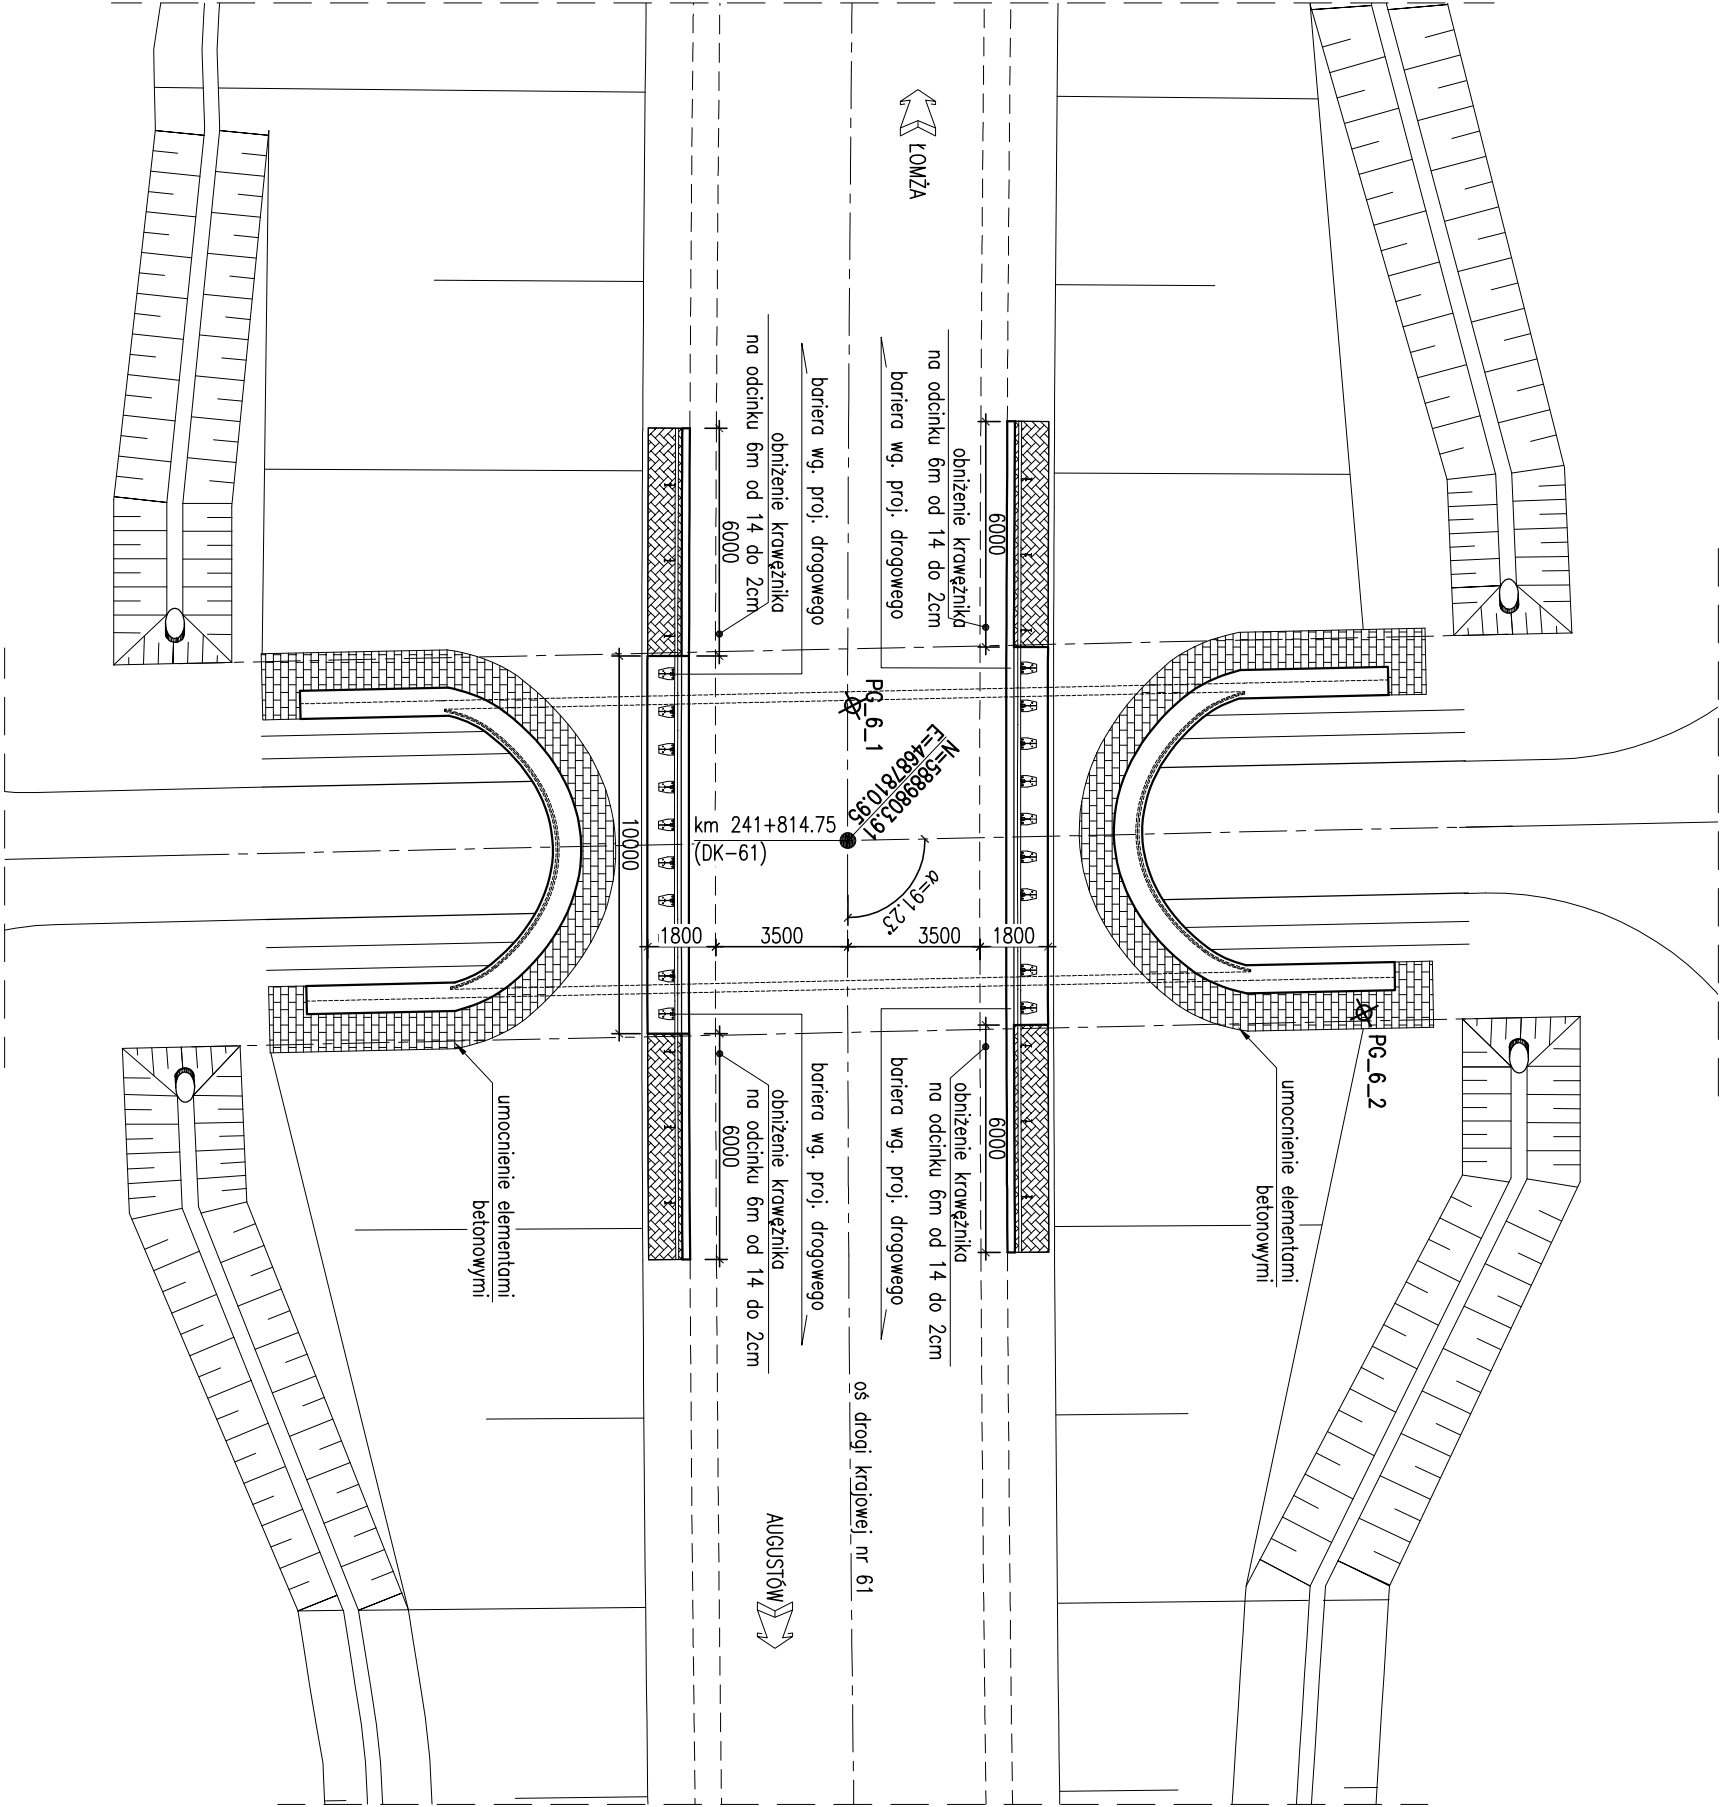 ŁOMŻA
obniżenie krawężnika
na odcinku 6m od 14 do 2cm
6000
bariera wg. proj. drogowego
bariera wg. proj. drogowego
obniżenie krawężnika
na odcinku 6m od 14 do 2cm
6000
PG_6_1
N=5889803.91
E=4687810.95
km 241+814.75
(DK-61)
10000
α=91,23°
1800
3500
3500
1800
PG_6_2
umocnienie elementami
betonowymi
obniżenie krawężnika
na odcinku 6m od 14 do 2cm
6000
bariera wg. proj. drogowego
bariera wg. proj. drogowego
obniżenie krawężnika
na odcinku 6m od 14 do 2cm
6000
umocnienie elementami
betonowymi
oś drogi krajowej nr 61
AUGUSTÓW